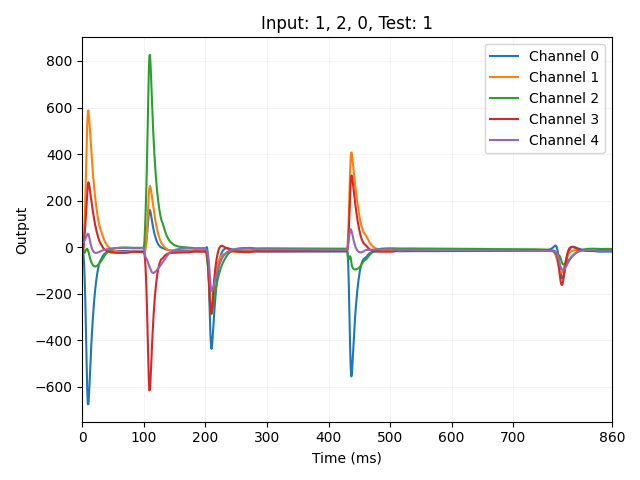 Input: 1, 2, 0, Test: 1
Channel 0
Channel 1
Channel 2
Channel 3
Channel 4
Output
800
600
400
200
0
−200
−400
−600
0 100 200 300 400 500 600 700 860
Time (ms)